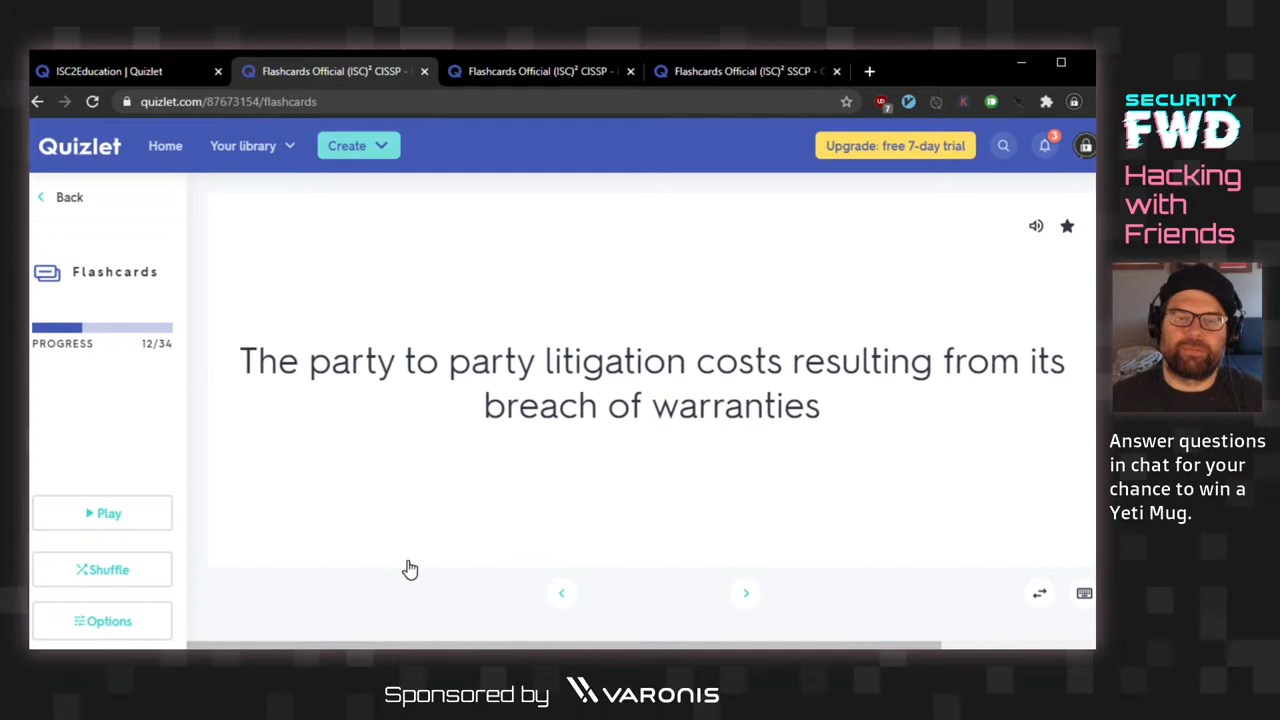 ISC2Education | Quizlet
Flashcards Official (ISC)² CISSP -
Flashcards Official (ISC)² CISSP -
Flashcards Official (ISC)² SSCP -
quizlet.com/87673154/flashcards
7
Quizlet
Home
Your library
Create
Upgrade: free 7-day trial
3
Back
Flashcards
PROGRESS
12/34
The party to party litigation costs resulting from its
breach of warranties
Play
Shuffle
Options
SECURITY
FWD
Hacking
with
Friends
Answer questions
in chat for your
chance to win a
Yeti Mug.
Sponsored by VARONIS